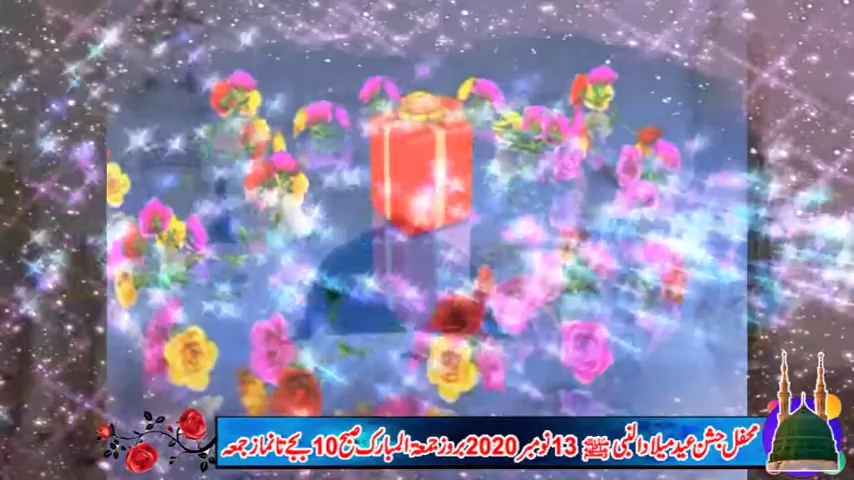 محفل جشن عید میلاد النبی ﷺ 13 نومبر 2020 بروز جمعۃ المبارک صبح 10 بجے تا نماز جمعہ